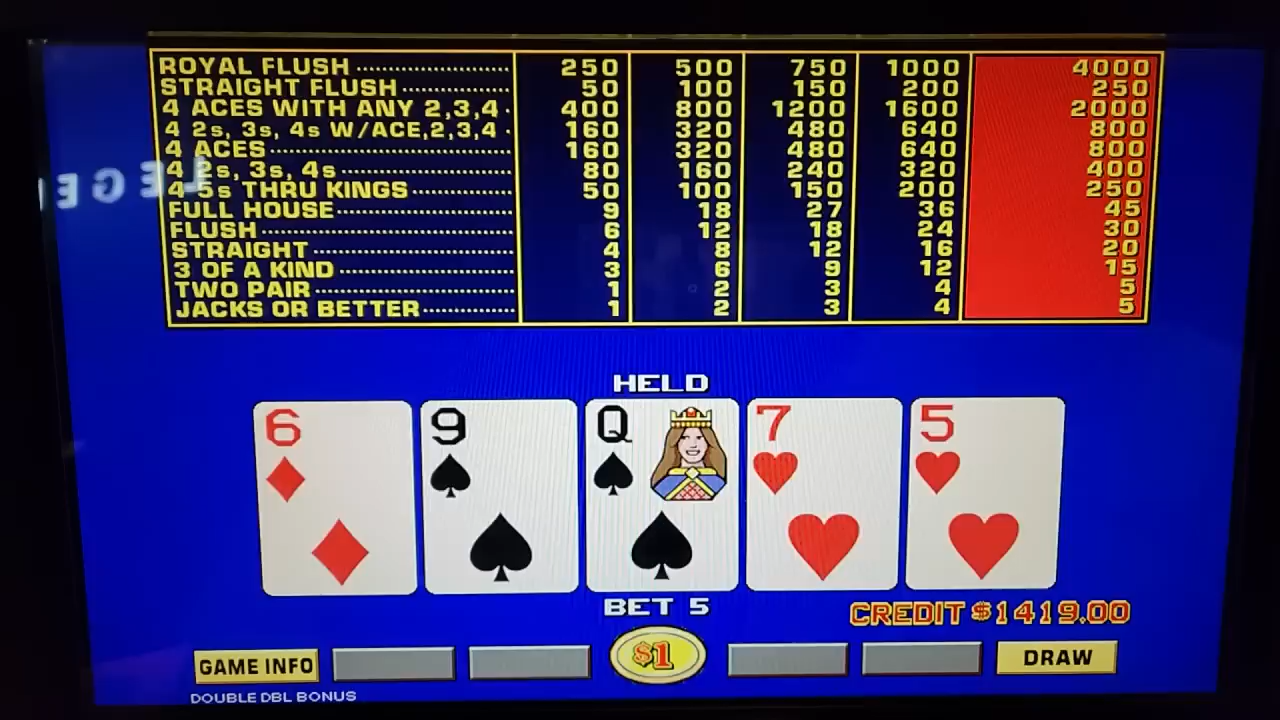 ROYAL FLUSH 250 500 750 1000 4000
STRAIGHT FLUSH 50 100 150 200 250
4 ACES WITH ANY 2,3,4 400 800 1200 1600 2000
4 2s, 3s, 4s W/ACE,2,3,4 160 320 480 640 800
4 ACES 160 320 480 640 800
4 2s, 3s, 4s 80 160 240 320 400
4 5s THRU KINGS 50 100 150 200 250
FULL HOUSE 9 18 27 36 45
FLUSH 6 12 18 24 30
STRAIGHT 4 8 12 16 20
3 OF A KIND 3 6 9 12 15
TWO PAIR 1 2 3 4 5
JACKS OR BETTER 1 2 3 4 5
HELD
6 9 Q 7 5
BET 5
CREDIT $1419.00
GAME INFO $1 DRAW
DOUBLE DBL BONUS